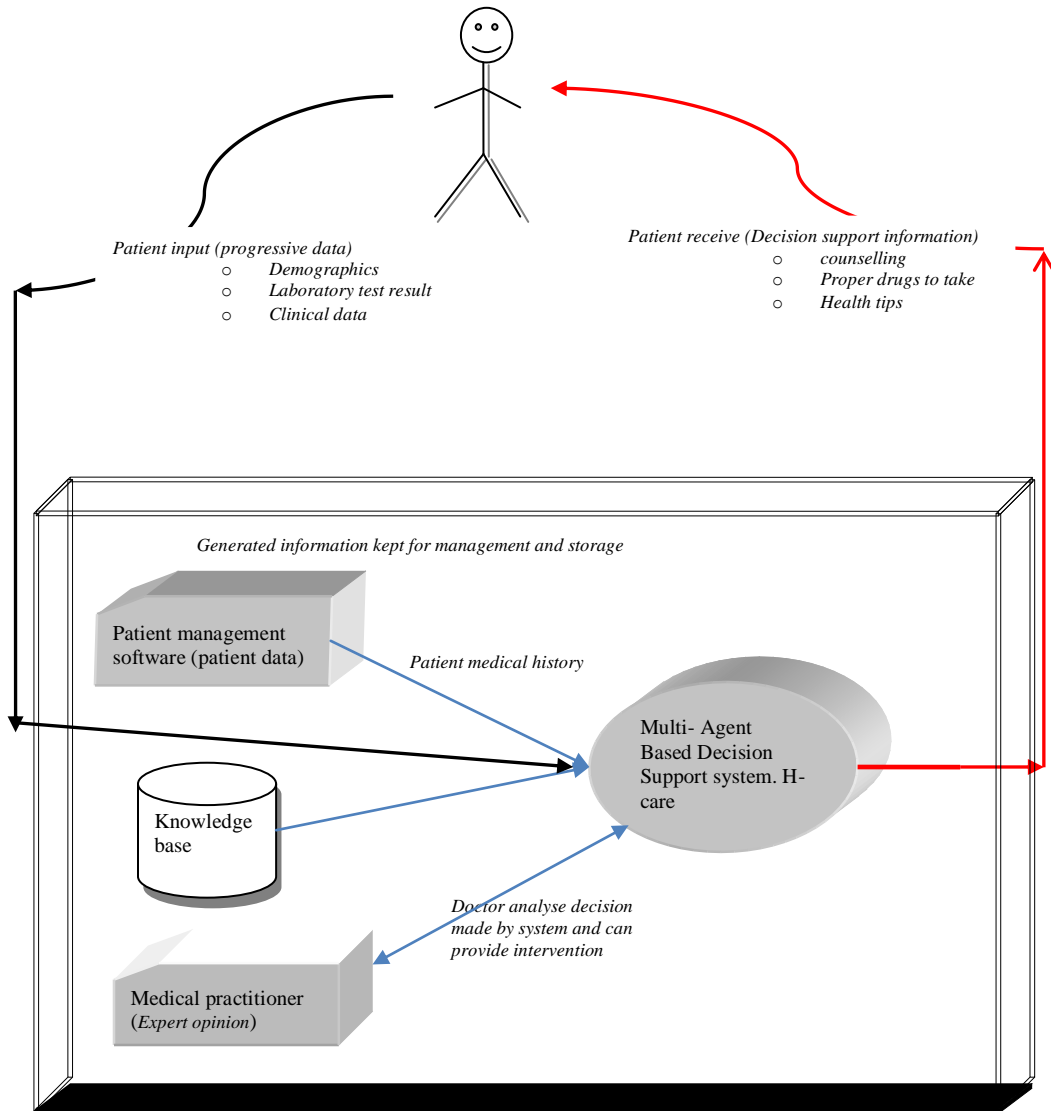 Patient input (progressive data)
o Demographics
o Laboratory test result
o Clinical data
Patient receive (Decision support information)
o counselling
o Proper drugs to take
o Health tips
Generated information kept for management and storage
Patient management
software (patient data)
Patient medical history
Multi- Agent
Based Decision
Support system. H-
care
Knowledge
base
Doctor analyse decision
made by system and can
provide intervention
Medical practitioner
(Expert opinion)